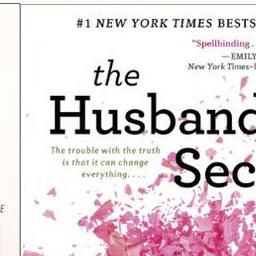 #1 NEW YORK TIMES BESTS
"Spellbinding.
—EMILY
New York Times–b
the
Husband
The trouble with the truth
is that it can change
everything. . . .
Sec
E